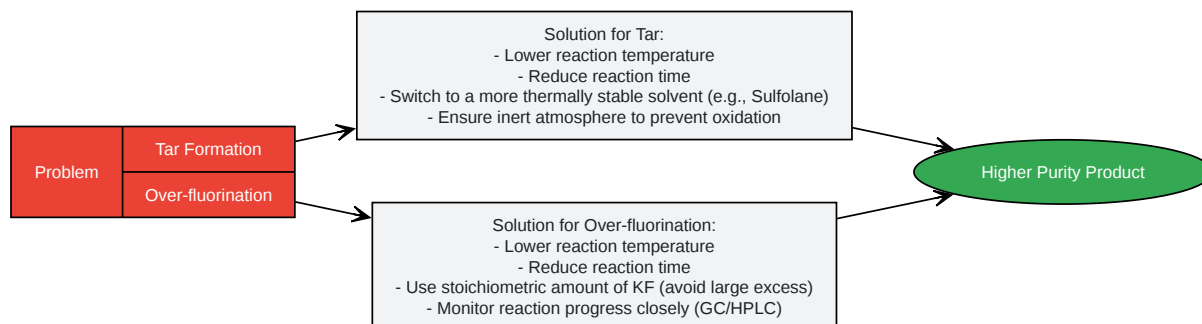 Problem
Tar Formation
Over-fluorination
Solution for Tar:
- Lower reaction temperature
- Reduce reaction time
- Switch to a more thermally stable solvent (e.g., Sulfolane)
- Ensure inert atmosphere to prevent oxidation
Solution for Over-fluorination:
- Lower reaction temperature
- Reduce reaction time
- Use stoichiometric amount of KF (avoid large excess)
- Monitor reaction progress closely (GC/HPLC)
Higher Purity Product